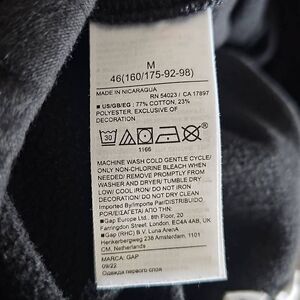 M
46(160/175-92-98)
MADE IN NICARAGUA
RN 54023 / CA 17897
■ US/GB/EG : 77% COTTON, 23%
POLYESTER, EXCLUSIVE OF
DECORATION
30
1166
MACHINE WASH COLD GENTLE CYCLE/
ONLY NON-CHLORINE BLEACH WHEN
NEEDED/ REMOVE PROMPTLY FROM
WASHER AND DRYER/ TUMBLE DRY
LOW/ COOL IRON/ DO NOT IRON
DECORATION/ DO NOT DRY CLEAN
Imported By/Importe Par/DISTRIBUIDO
POR/ΕΙΣΑΓΕΤΑΙ ΑΠΟ ΤΗΝ:
■Gap Europe Ltd., 8th Floor, 20
Farringdon Street, London, EC4A 4AB, UK
■Gap (RHC) B.V. Luna ArenA
Herikerbergweg 238 Amsterdam, 1101
CM, Netherlands
MARCA: GAP
09/22
Одежда первого слоя